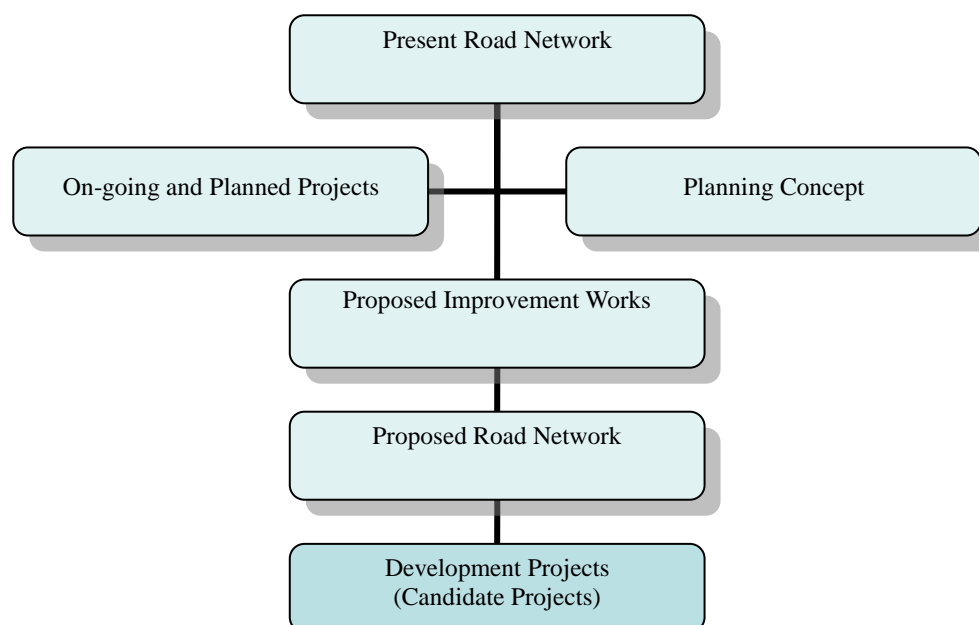 Present Road Network
On-going and Planned Projects
Planning Concept
Proposed Improvement Works
Proposed Road Network
Development Projects
(Candidate Projects)